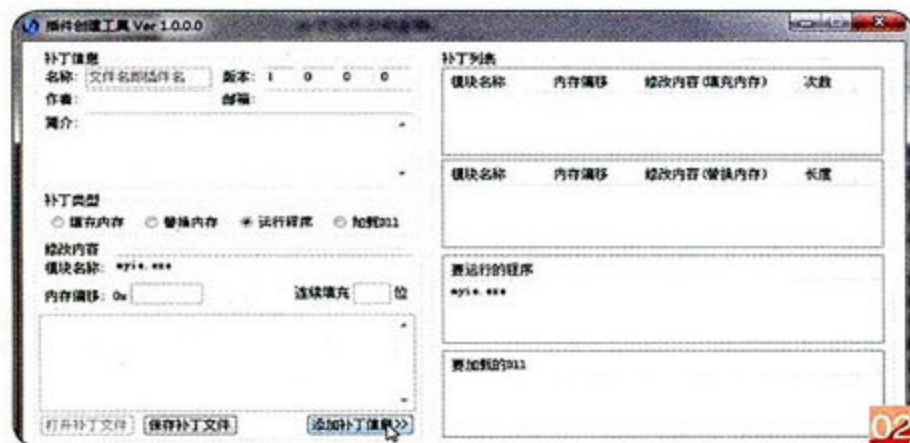 插件创建工具 Ver 1.0.0.0
补丁信息
名称: 文件名即插件名 版本: 1 0 0 0
作者: 邮箱:
简介:
补丁类型
填充内存 替换内存 运行程序 加载Dll
修改内容
模块名称: myie.exe
内存偏移: 0x 连续填充 位
打开补丁文件 保存补丁文件 添加补丁信息>>
补丁列表
模块名称 内存偏移 修改内容(填充内存) 次数
模块名称 内存偏移 修改内容(替换内存) 长度
要运行的程序
myie.exe
要加载的Dll
02